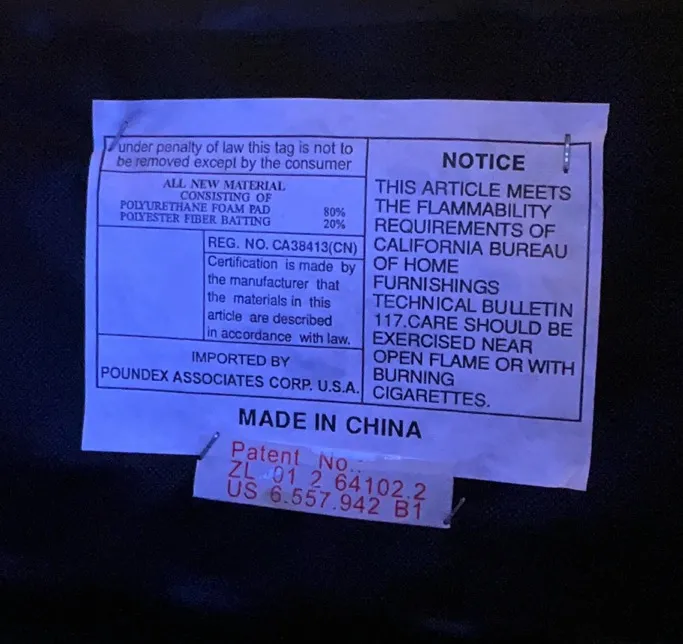 under penalty of law this tag is not to
be removed except by the consumer
ALL NEW MATERIAL
CONSISTING OF
POLYURETHANE FOAM PAD 80%
POLYESTER FIBER BATTING 20%
REG. NO. CA38413(CN)
Certification is made by
the manufacturer that
the materials in this
article are described
in accordance with law.
IMPORTED BY
POUNDEX ASSOCIATES CORP. U.S.A.
NOTICE
THIS ARTICLE MEETS
THE FLAMMABILITY
REQUIREMENTS OF
CALIFORNIA BUREAU
OF HOME
FURNISHINGS
TECHNICAL BULLETIN
117.CARE SHOULD BE
EXERCISED NEAR
OPEN FLAME OR WITH
BURNING
CIGARETTES.
MADE IN CHINA
Patent No.:
ZL 01 2 64102.2
US 6.557.942 B1